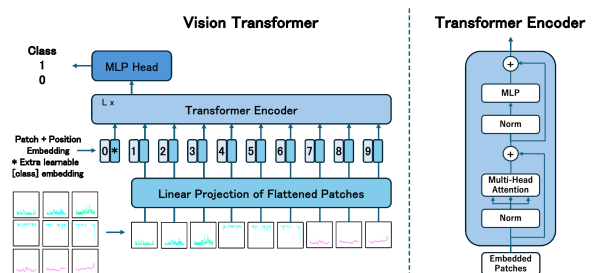 Vision Transformer
Class
1
0
MLP Head
L x
Transformer Encoder
Patch + Position
Embedding
* Extra learnable
[class] embedding
0 * 1 2 3 4 5 6 7 8 9
Linear Projection of Flattened Patches
Transformer Encoder
+
MLP
Norm
+
Multi-Head
Attention
Norm
Embedded
Patches